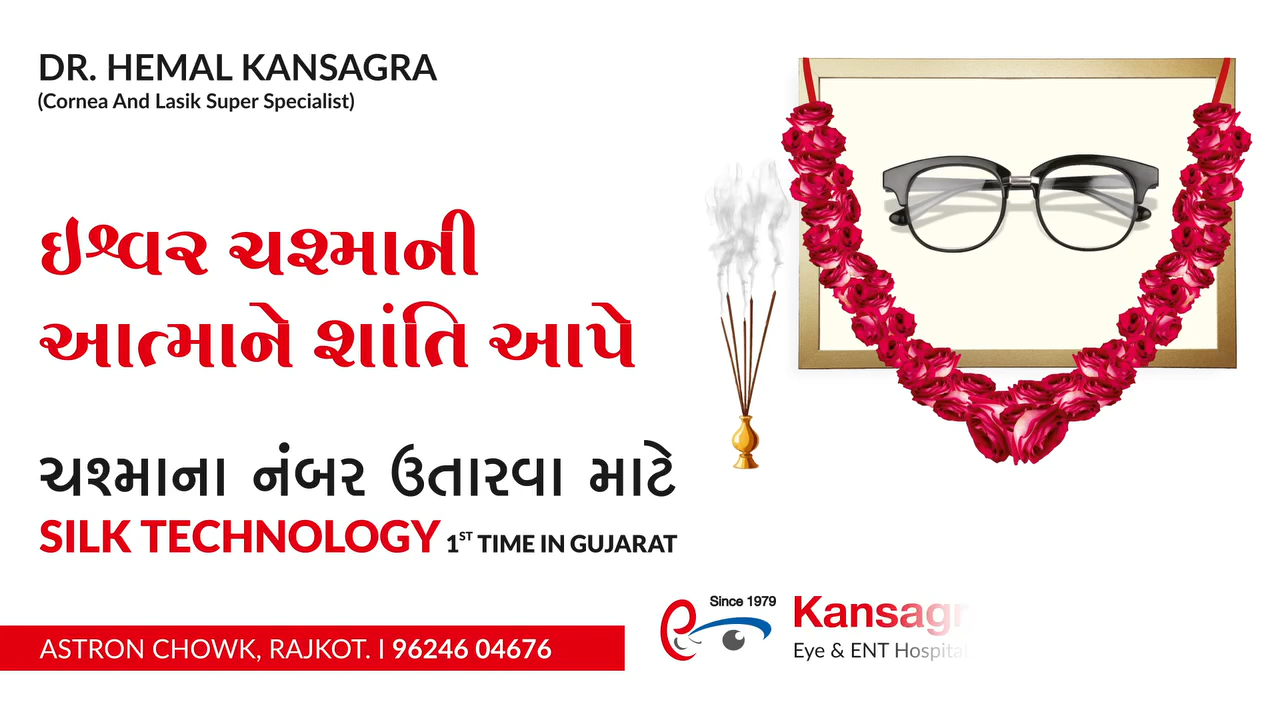 DR. HEMAL KANSAGRA
(Cornea And Lasik Super Specialist)
ઇશ્વર ચશ્માની
આત્માને શાંતિ આપે
ચશ્માના નંબર ઉતારવા માટે
SILK TECHNOLOGY 1ST TIME IN GUJARAT
ASTRON CHOWK, RAJKOT. I 96246 04676
Since 1979
Kansagr
Eye & ENT Hospital